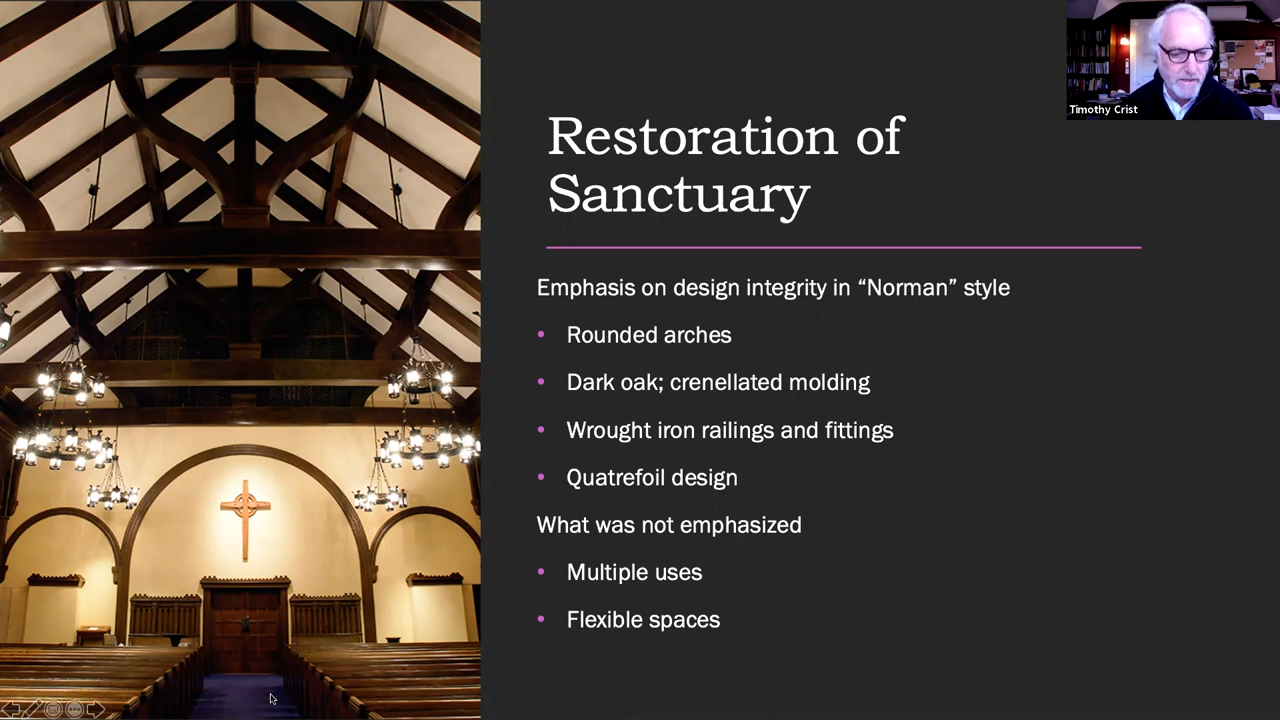 Timothy Crist
Restoration of
Sanctuary
Emphasis on design integrity in “Norman” style
• Rounded arches
• Dark oak; crenellated molding
• Wrought iron railings and fittings
• Quatrefoil design
What was not emphasized
• Multiple uses
• Flexible spaces